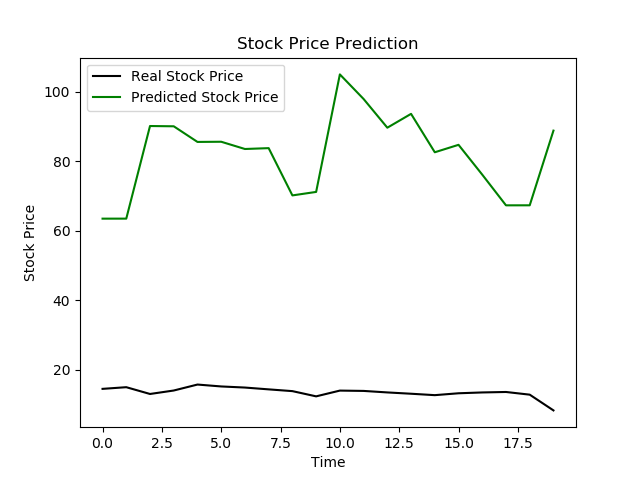 Stock Price Prediction
Real Stock Price
Predicted Stock Price
Stock Price
100
80
60
40
20
0.0 2.5 5.0 7.5 10.0 12.5 15.0 17.5
Time